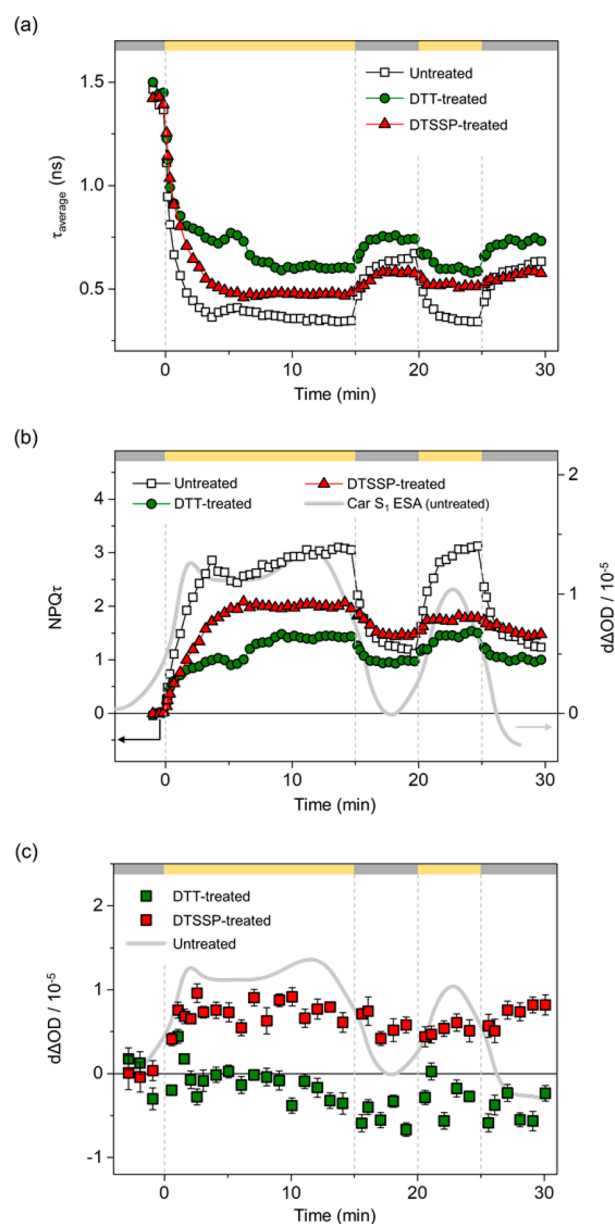 (a)
1.5
1.0
0.5
τaverage (ns)
Untreated
DTT-treated
DTSSP-treated
0 10 20 30
Time (min)
(b)
4
3
2
1
0
NPQτ
Untreated DTSSP-treated
DTT-treated Car S1 ESA (untreated)
2
1
0
dΔOD / 10-5
0 10 20 30
Time (min)
(c)
2
1
0
-1
dΔOD / 10-5
DTT-treated
DTSSP-treated
Untreated
0 10 20 30
Time (min)